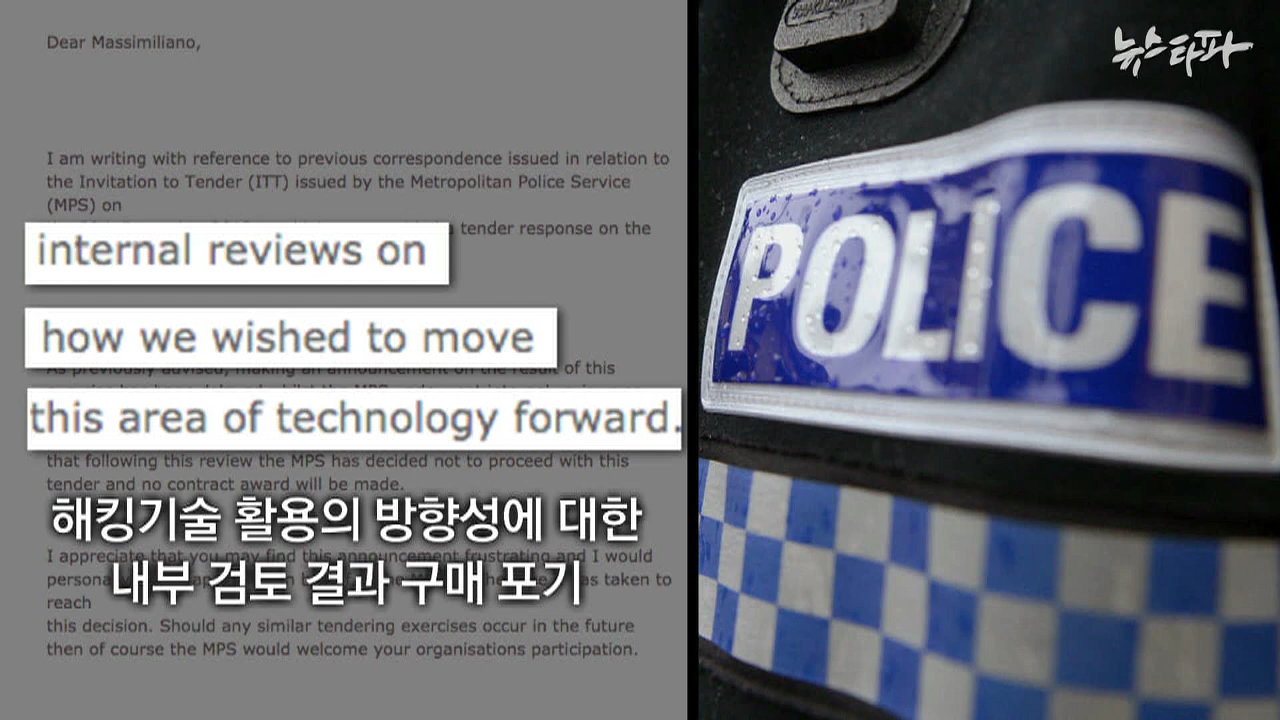 Dear Massimiliano,
I am writing with reference to previous correspondence issued in relation to
the Invitation to Tender (ITT) issued by the Metropolitan Police Service
(MPS) on
tender response on the
internal reviews on
how we wished to move
of this
this area of technology forward.
that following this review the MPS has decided not to proceed with this
tender and no contract award will be made.
해킹기술 활용의 방향성에 대한
I appreciate that you may find this announcement frustrating and I would
내부 검토 결과 구매 포기
taken to
reach
this decision. Should any similar tendering exercises occur in the future
then of course the MPS would welcome your organisations participation.
뉴스타파
POLICE